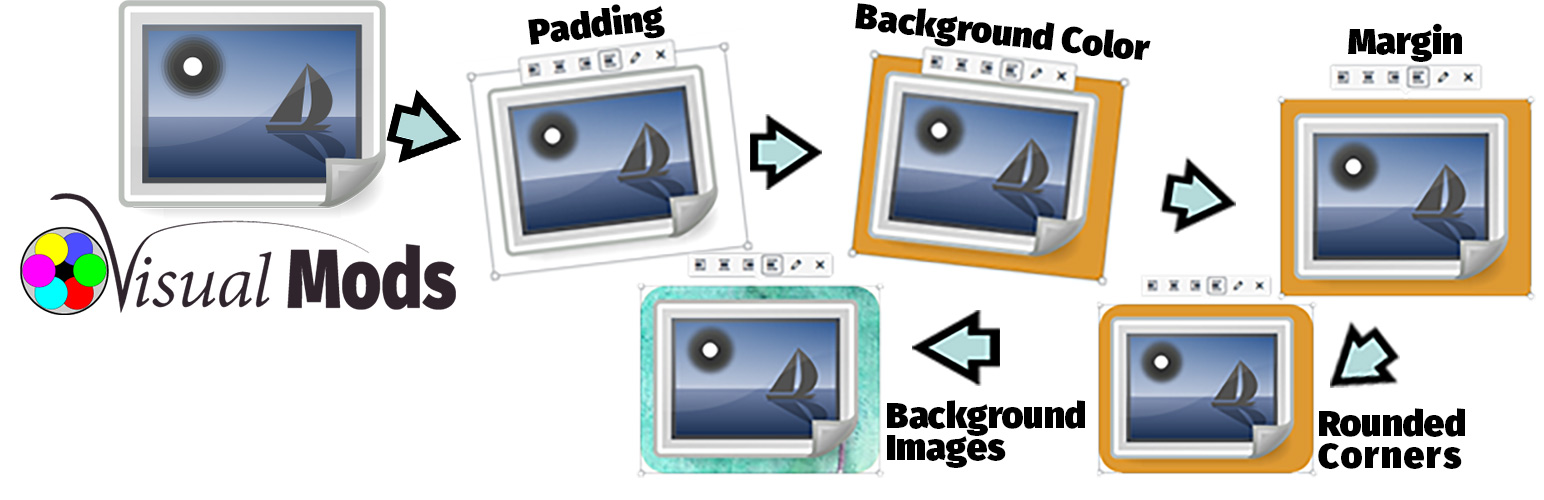 Padding
Background Color
Margin
Visual Mods
Background
Images
Rounded
Corners